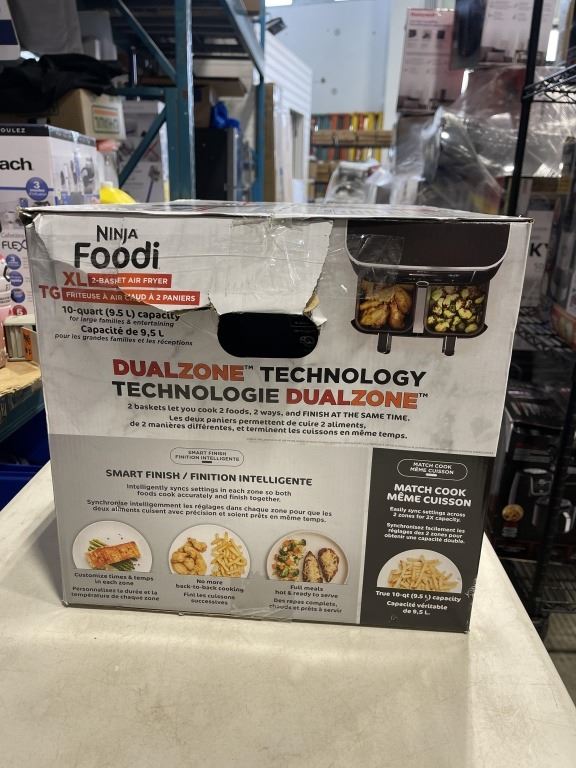 NINJA
Foodi
XL 2-BASKET AIR FRYER
TG FRITEUSE À AIR CHAUD À 2 PANIERS
10-quart (9.5 L) capacity
for large families & entertaining
Capacité de 9,5 L
pour les grandes familles et les réceptions
DUALZONE™ TECHNOLOGY
TECHNOLOGIE DUALZONE™
2 baskets let you cook 2 foods, 2 ways, and FINISH AT THE SAME TIME.
Les deux paniers permettent de cuire 2 aliments,
de 2 manières différentes, et terminent les cuissons en même temps.
SMART FINISH
FINITION INTELLIGENTE
SMART FINISH / FINITION INTELLIGENTE
Intelligently syncs settings in each zone so both
foods cook accurately and finish together.
Synchronise intelligemment les réglages dans chaque zone pour que les
deux aliments cuisent avec précision et soient prêts en même temps.
Customize times & temps
in each zone
Personnalisez la durée et la
température de chaque zone
No more
back-to-back cooking
Fini les cuissons
successives
Full meals
hot & ready to serve
Des repas complets,
chauds et prêts à servir
MATCH COOK
MÊME CUISSON
MATCH COOK
MÊME CUISSON
Easily sync settings across
2 zones for 2X capacity.
Synchronisez facilement les
réglages des 2 zones pour
obtenir une capacité double.
True 10-qt (9.5 L) capacity
Capacité véritable
de 9,5 L.
OULEZ
ach
3
FLEX
Honeywell